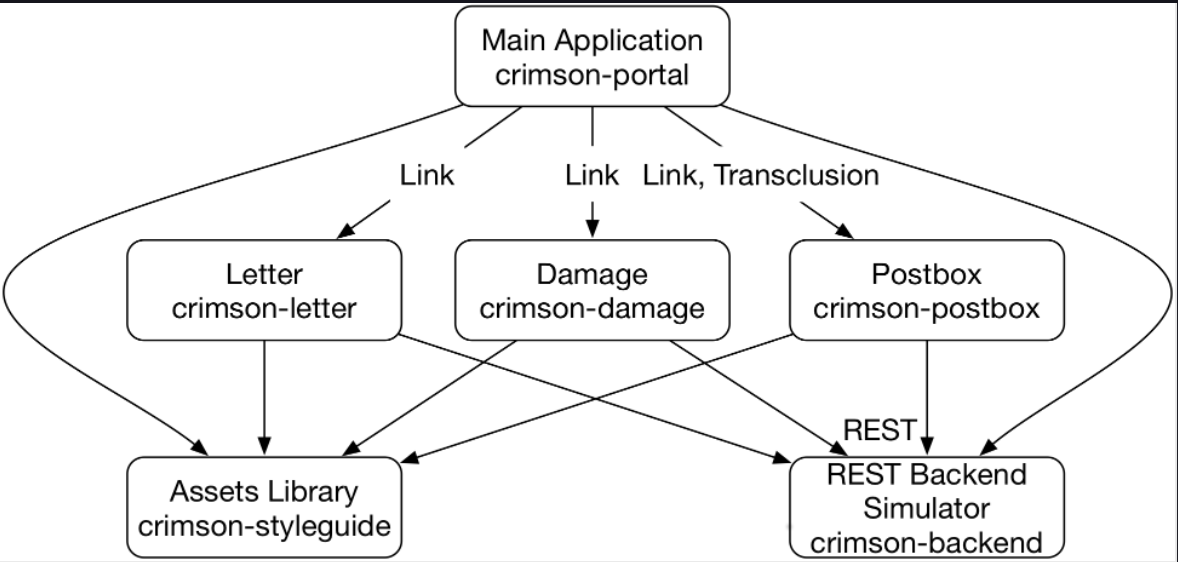 Main Application
crimson-portal
Link
Link
Link, Transclusion
Letter
crimson-letter
Damage
crimson-damage
Postbox
crimson-postbox
REST
Assets Library
crimson-styleguide
REST Backend
Simulator
crimson-backend